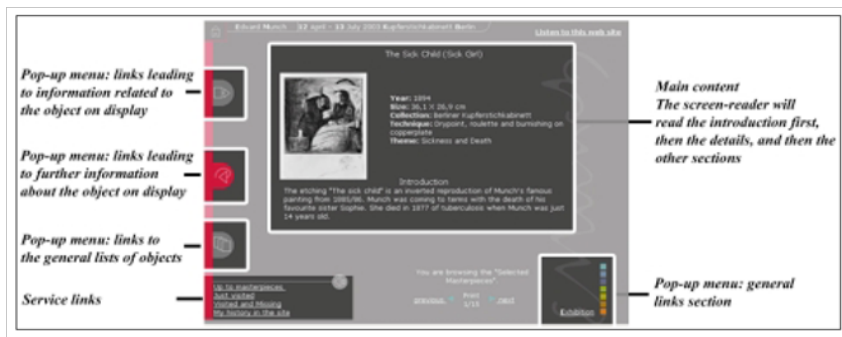 Edvard Munch 12 April - 13 July 2003 Kupferstichkabinett Berlin
Listen to this web site
Pop-up menu: links leading
to information related to
the object on display
Pop-up menu: links leading
to further information
about the object on display
Pop-up menu: links to
the general lists of objects
Service links
The Sick Child (Sick Girl)
Year: 1894
Size: 36,1 X 26,9 cm
Collection: Berliner Kupferstichkabinett
Technique: Drypoint, roulette and burnishing on
copperplate
Theme: Sickness and Death
Introduction
The etching "The sick child" is an inverted reproduction of Munch's famous
painting from 1885/86. Munch was coming to terms with the death of his
favourite sister Sophie. She died in 1877 of tuberculosis when Munch was just
14 years old.
Up to masterpieces
Just visited
Visited and Missing
My history in the site
You are browsing the "Selected
Masterpieces".
previous
Print
next
1/15
Exhibition
Main content
The screen-reader will
read the introduction first,
then the details, and then the
other sections
Pop-up menu: general
links section